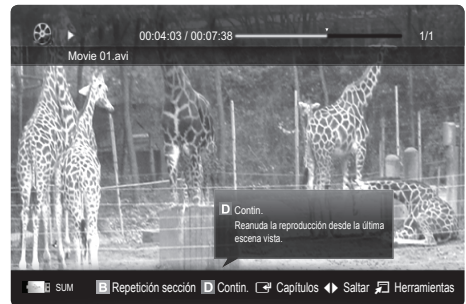 00:04:03 / 00:07:38 1/1
Movie 01.avi
D Contin.
Reanuda la reproducción desde la última
escena vista.
SUM B Repetición sección D Contin. Capítulos Saltar Herramientas